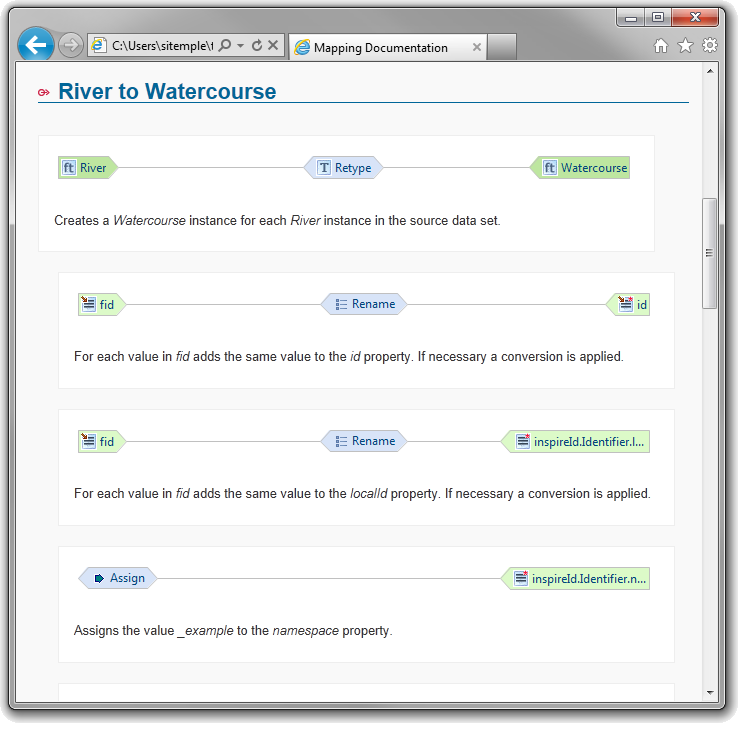 C:\Users\sitemple\t
Mapping Documentation
River to Watercourse
ft River
T Retype
ft Watercourse
Creates a Watercourse instance for each River instance in the source data set.
fid
Rename
id
For each value in fid adds the same value to the id property. If necessary a conversion is applied.
fid
Rename
inspireId.Identifier.l...
For each value in fid adds the same value to the localId property. If necessary a conversion is applied.
Assign
inspireId.Identifier.n...
Assigns the value _example to the namespace property.